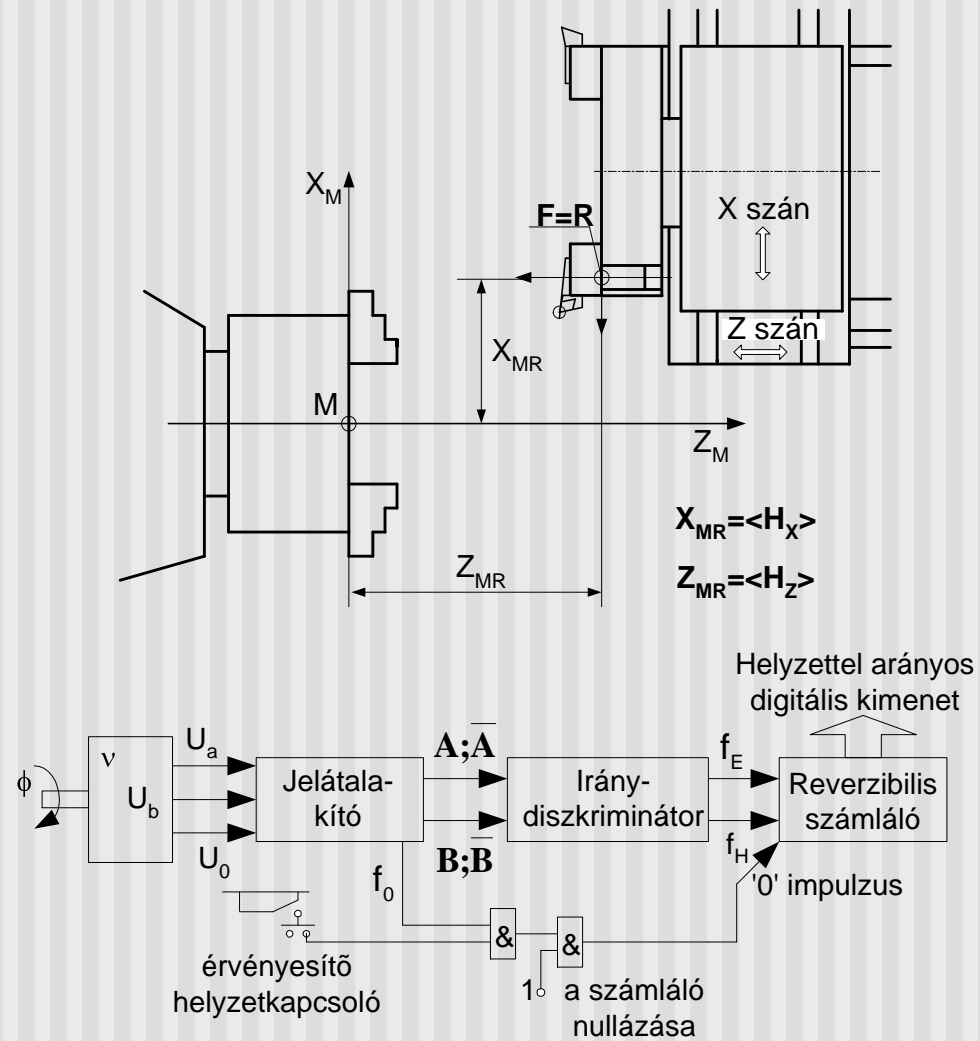 X_M
F=R
X szán
Z szán
X_MR
M
Z_M
X_MR=<H_X>
Z_MR
Z_MR=<H_Z>
Helyzettel arányos
digitális kimenet
ϕ
ν
U_a
U_b
U_0
Jelátala-
kító
A;A̅
B;B̅
Irány-
diszkriminátor
f_E
f_H
Reverzibilis
számláló
f_0
'0' impulzus
&
&
érvényesítõ
helyzetkapcsoló
1
a számláló
nullázása